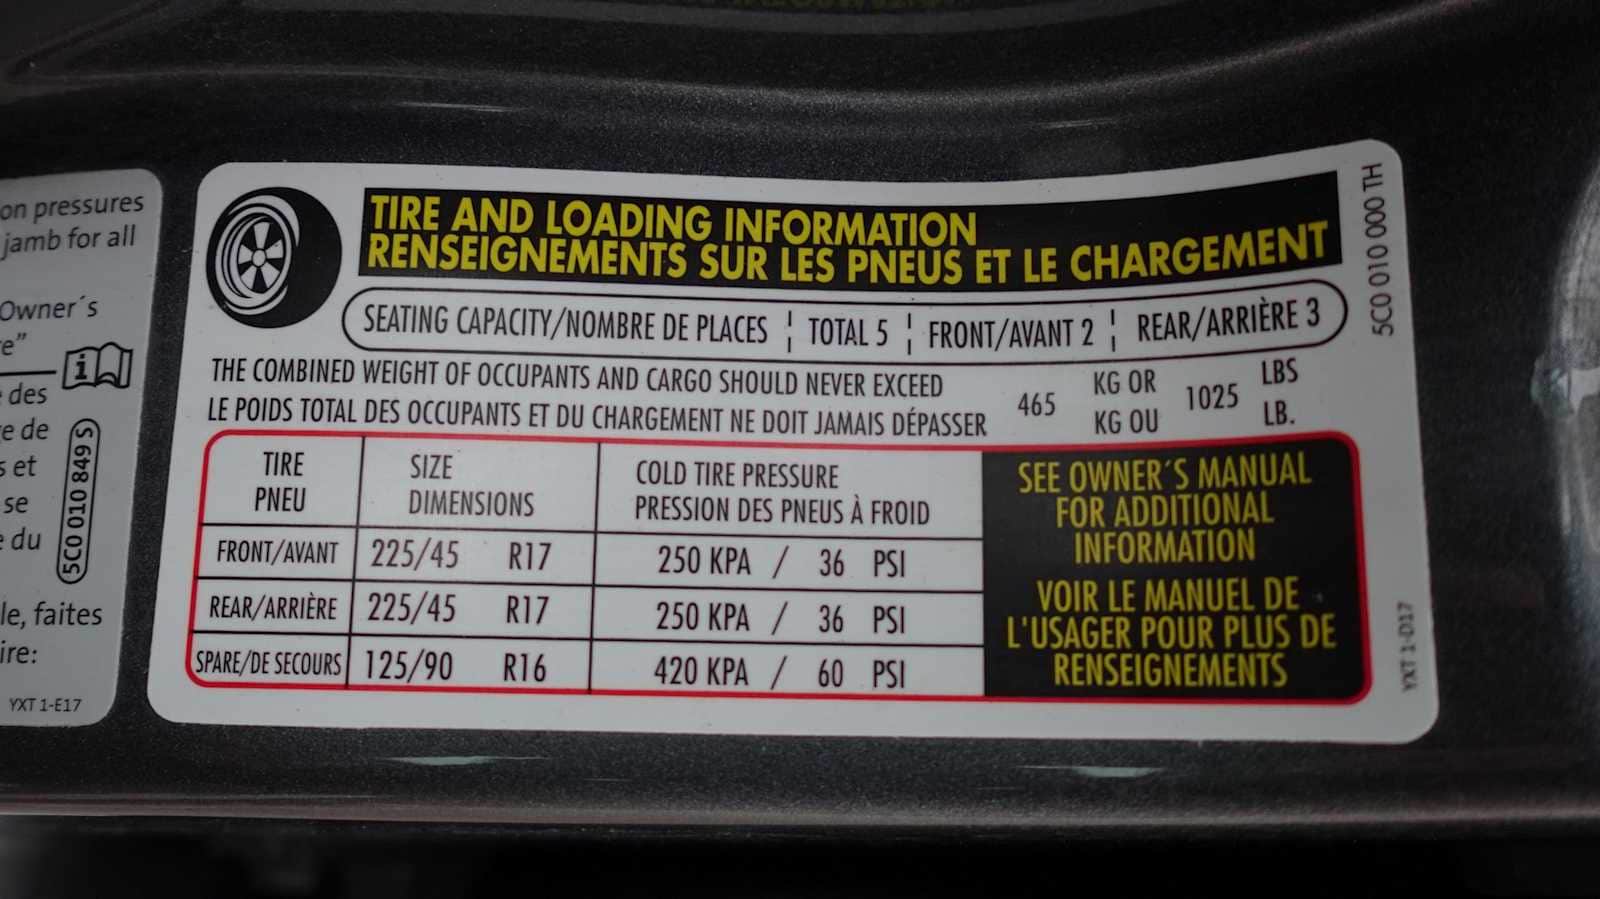 on pressures
jamb for all
Owner´s
re”
des
e de
s et
se
du
le, faites
ire:
5C0 010 849 S
YXT 1-E17
TIRE AND LOADING INFORMATION
RENSEIGNEMENTS SUR LES PNEUS ET LE CHARGEMENT
SEATING CAPACITY/NOMBRE DE PLACES ¦ TOTAL 5 ¦ FRONT/AVANT 2 ¦ REAR/ARRIÈRE 3
THE COMBINED WEIGHT OF OCCUPANTS AND CARGO SHOULD NEVER EXCEED
LE POIDS TOTAL DES OCCUPANTS ET DU CHARGEMENT NE DOIT JAMAIS DÉPASSER
465 KG OR 1025 LBS
KG OU LB.
TIRE SIZE COLD TIRE PRESSURE
PNEU DIMENSIONS PRESSION DES PNEUS À FROID
FRONT/AVANT 225/45 R17 250 KPA / 36 PSI
REAR/ARRIÈRE 225/45 R17 250 KPA / 36 PSI
SPARE/DE SECOURS 125/90 R16 420 KPA / 60 PSI
SEE OWNER´S MANUAL
FOR ADDITIONAL
INFORMATION
VOIR LE MANUEL DE
L'USAGER POUR PLUS DE
RENSEIGNEMENTS
5C0 010 000 TH
YXT 1-D17